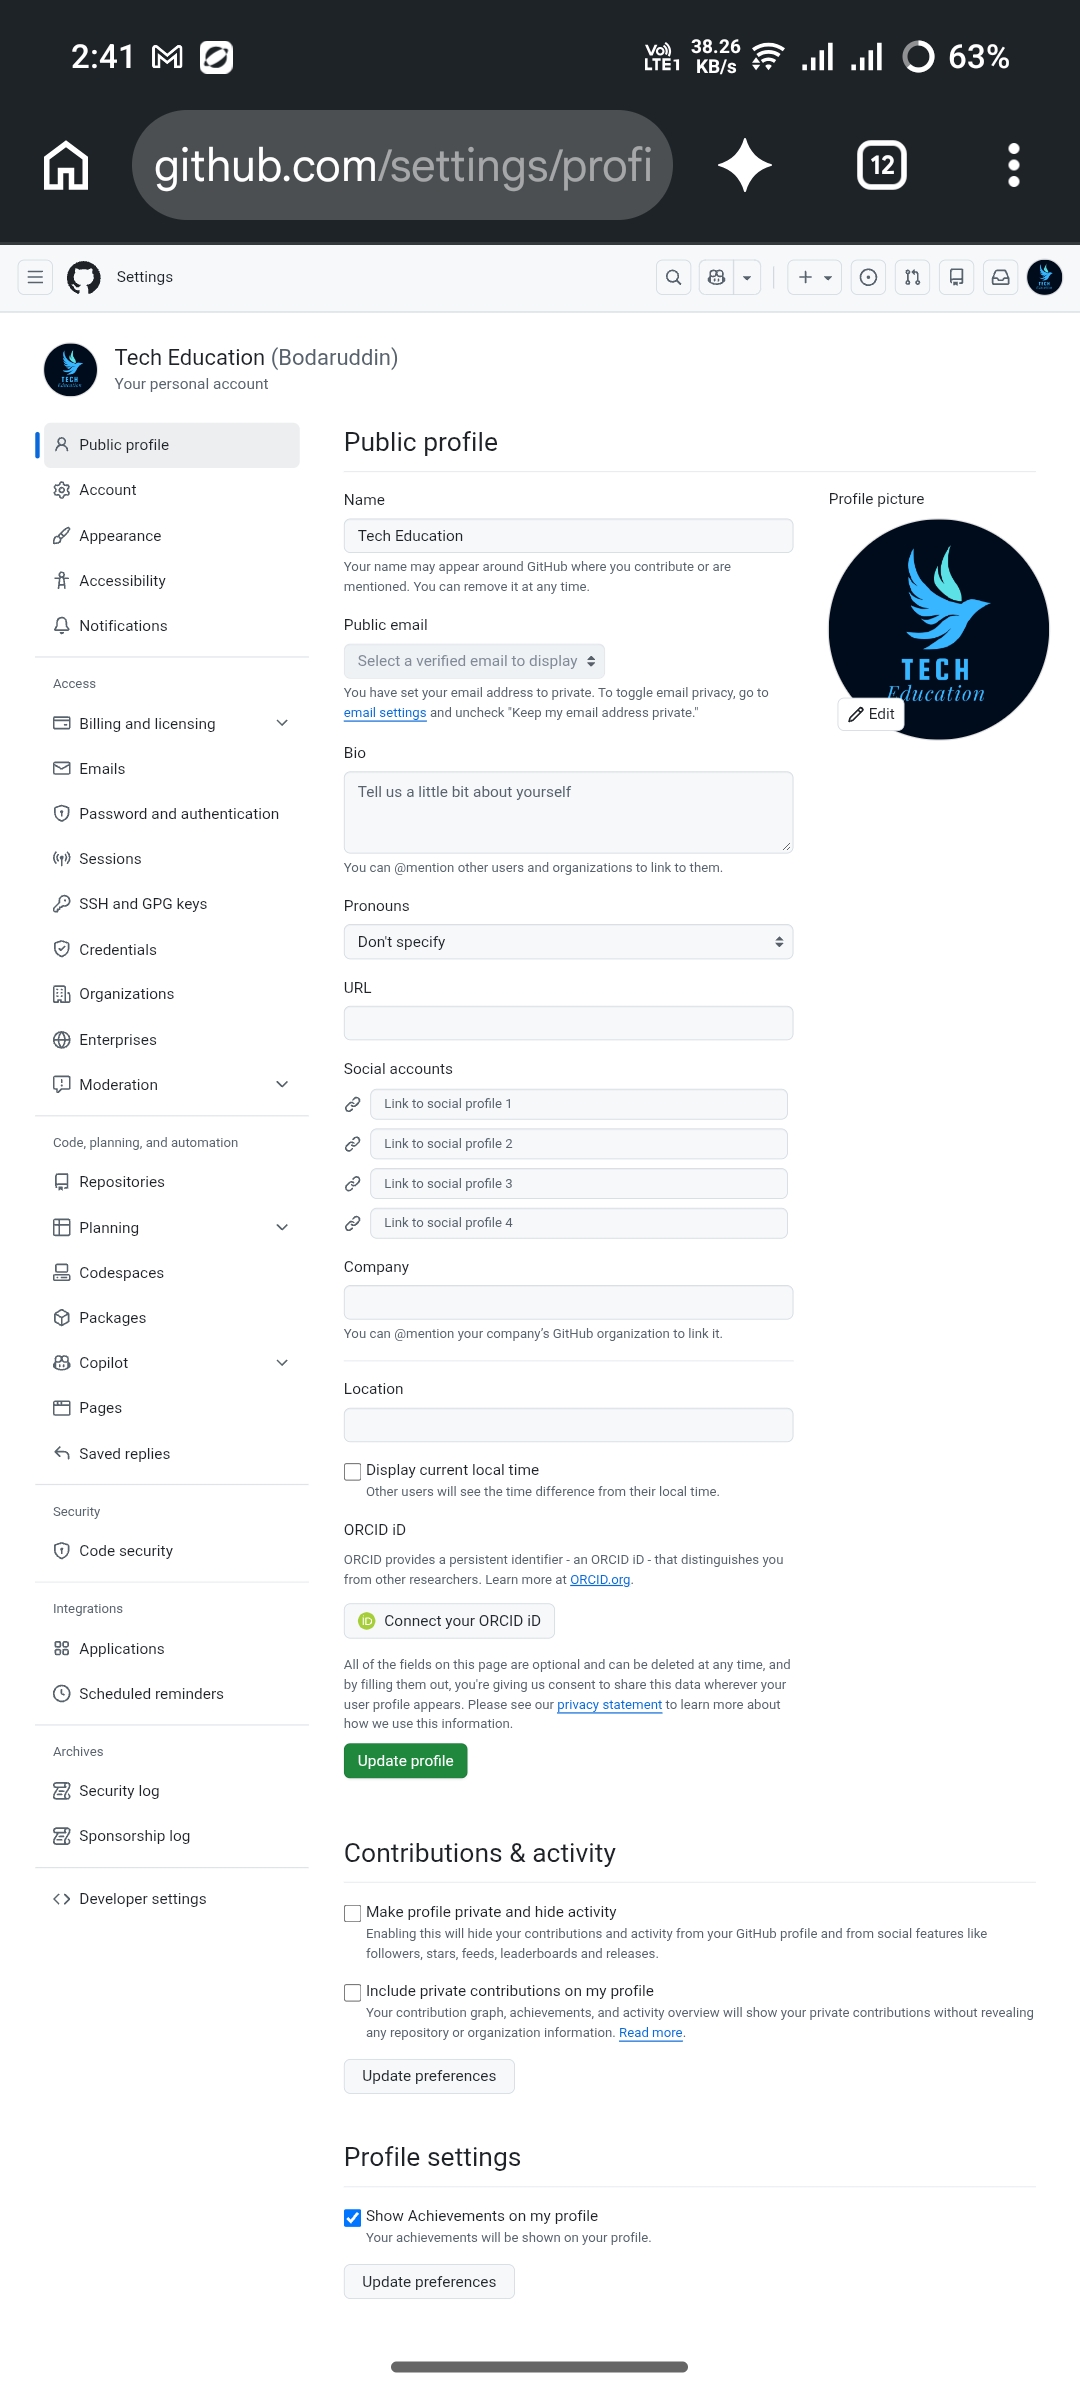 2:41
Vo)) LTE1
38.26 KB/s
63%
github.com/settings/profi
12
Settings
Tech Education (Bodaruddin)
Your personal account
Public profile
Account
Appearance
Accessibility
Notifications
Access
Billing and licensing
Emails
Password and authentication
Sessions
SSH and GPG keys
Credentials
Organizations
Enterprises
Moderation
Code, planning, and automation
Repositories
Planning
Codespaces
Packages
Copilot
Pages
Saved replies
Security
Code security
Integrations
Applications
Scheduled reminders
Archives
Security log
Sponsorship log
Developer settings
Public profile
Name
Tech Education
Your name may appear around GitHub where you contribute or are
mentioned. You can remove it at any time.
Public email
Select a verified email to display
You have set your email address to private. To toggle email privacy, go to
email settings and uncheck "Keep my email address private."
Bio
Tell us a little bit about yourself
You can @mention other users and organizations to link to them.
Pronouns
Don't specify
URL
Social accounts
Link to social profile 1
Link to social profile 2
Link to social profile 3
Link to social profile 4
Company
You can @mention your company's GitHub organization to link it.
Location
Display current local time
Other users will see the time difference from their local time.
ORCID iD
ORCID provides a persistent identifier - an ORCID iD - that distinguishes you
from other researchers. Learn more at ORCID.org.
iD Connect your ORCID iD
All of the fields on this page are optional and can be deleted at any time, and
by filling them out, you're giving us consent to share this data wherever your
user profile appears. Please see our privacy statement to learn more about
how we use this information.
Update profile
Profile picture
TECH
Education
Edit
Contributions & activity
Make profile private and hide activity
Enabling this will hide your contributions and activity from your GitHub profile and from social features like
followers, stars, feeds, leaderboards and releases.
Include private contributions on my profile
Your contribution graph, achievements, and activity overview will show your private contributions without revealing
any repository or organization information. Read more.
Update preferences
Profile settings
Show Achievements on my profile
Your achievements will be shown on your profile.
Update preferences